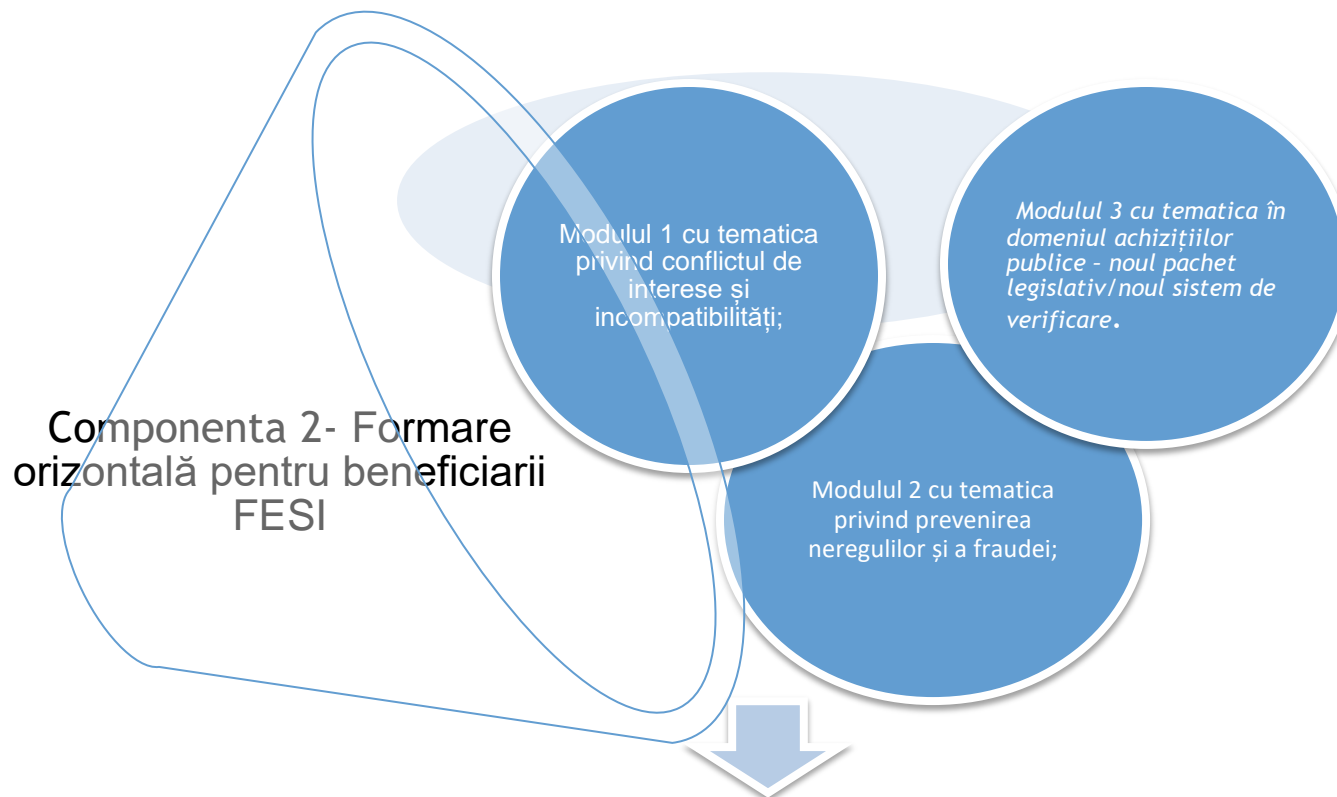 Modulul 1 cu tematica
privind conflictul de
interese și
incompatibilități;
Modulul 3 cu tematica în
domeniul achizițiilor
publice - noul pachet
legislativ/noul sistem de
verificare.
Componenta 2- Formare
orizontală pentru beneficiarii
FESI
Modulul 2 cu tematica
privind prevenirea
neregulilor și a fraudei;